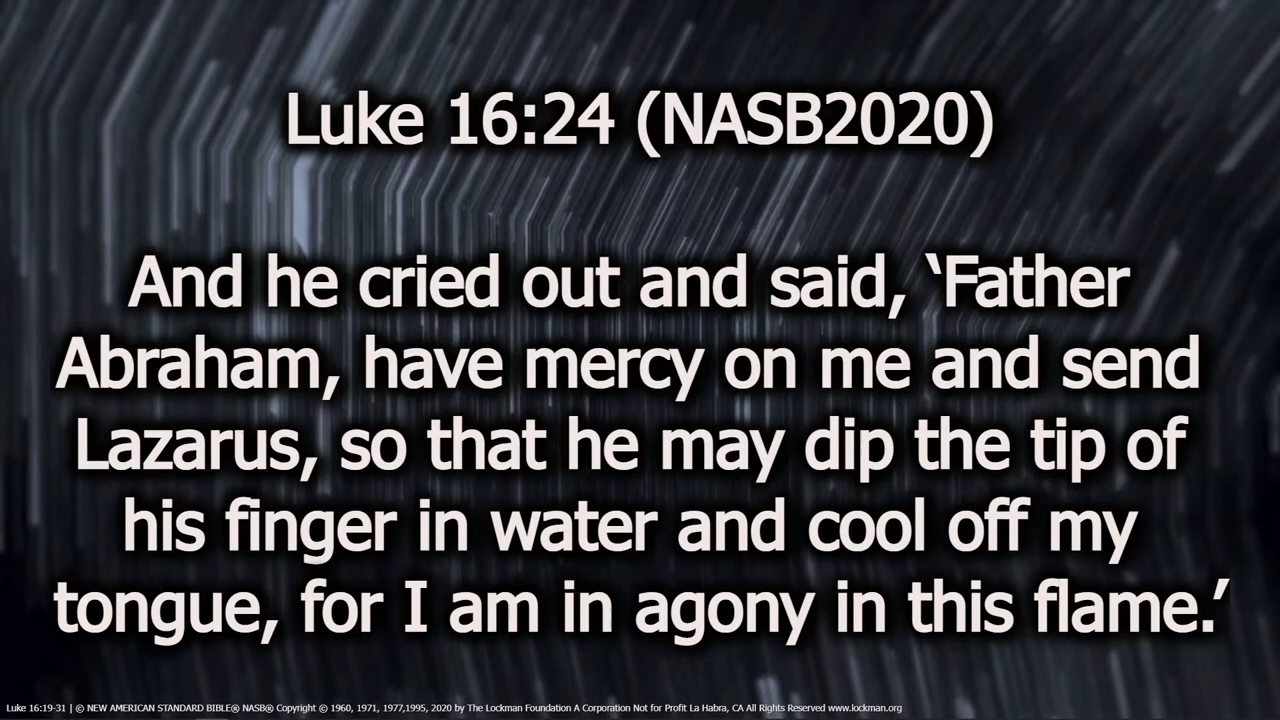 Luke 16:24 (NASB2020)
And he cried out and said, ‘Father
Abraham, have mercy on me and send
Lazarus, so that he may dip the tip of
his finger in water and cool off my
tongue, for I am in agony in this flame.’
Luke 16:19-31 | © NEW AMERICAN STANDARD BIBLE® NASB® Copyright © 1960, 1971, 1977,1995, 2020 by The Lockman Foundation A Corporation Not for Profit La Habra, CA All Rights Reserved www.lockman.org